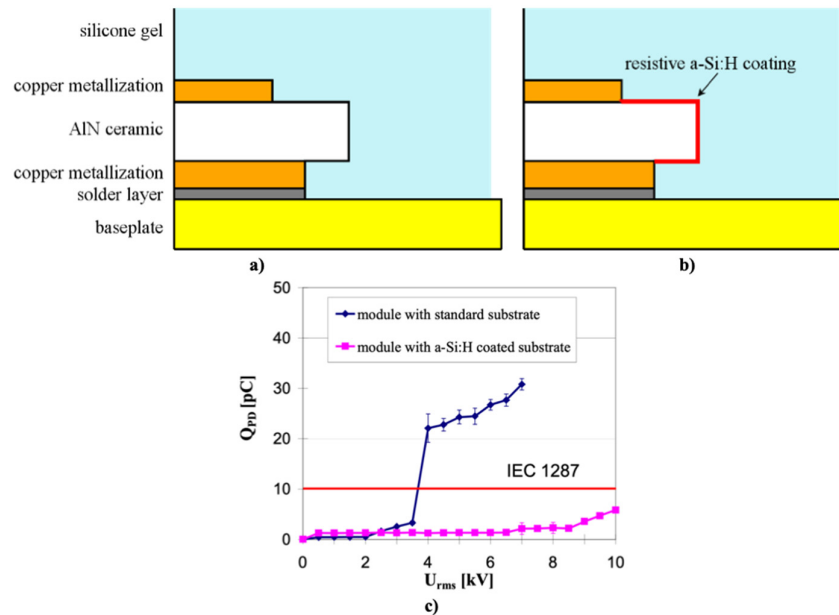 silicone gel
copper metallization
AlN ceramic
copper metallization
solder layer
baseplate
a)
resistive a-Si:H coating
b)
50
40
30
20
10
0
Q_PD [pC]
module with standard substrate
module with a-Si:H coated substrate
IEC 1287
0 2 4 6 8 10
U_rms [kV]
c)